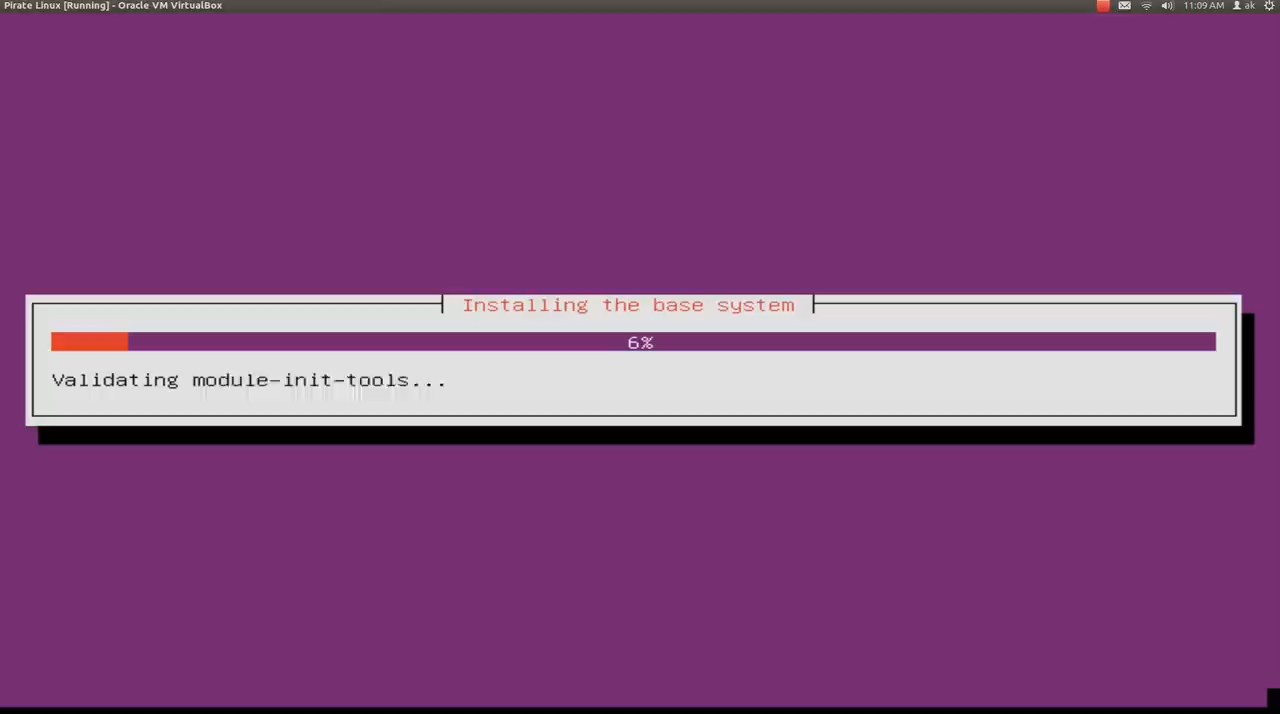 Pirate Linux [Running] - Oracle VM VirtualBox
11:09 AM
ak
Installing the base system
6%
Validating module-init-tools...